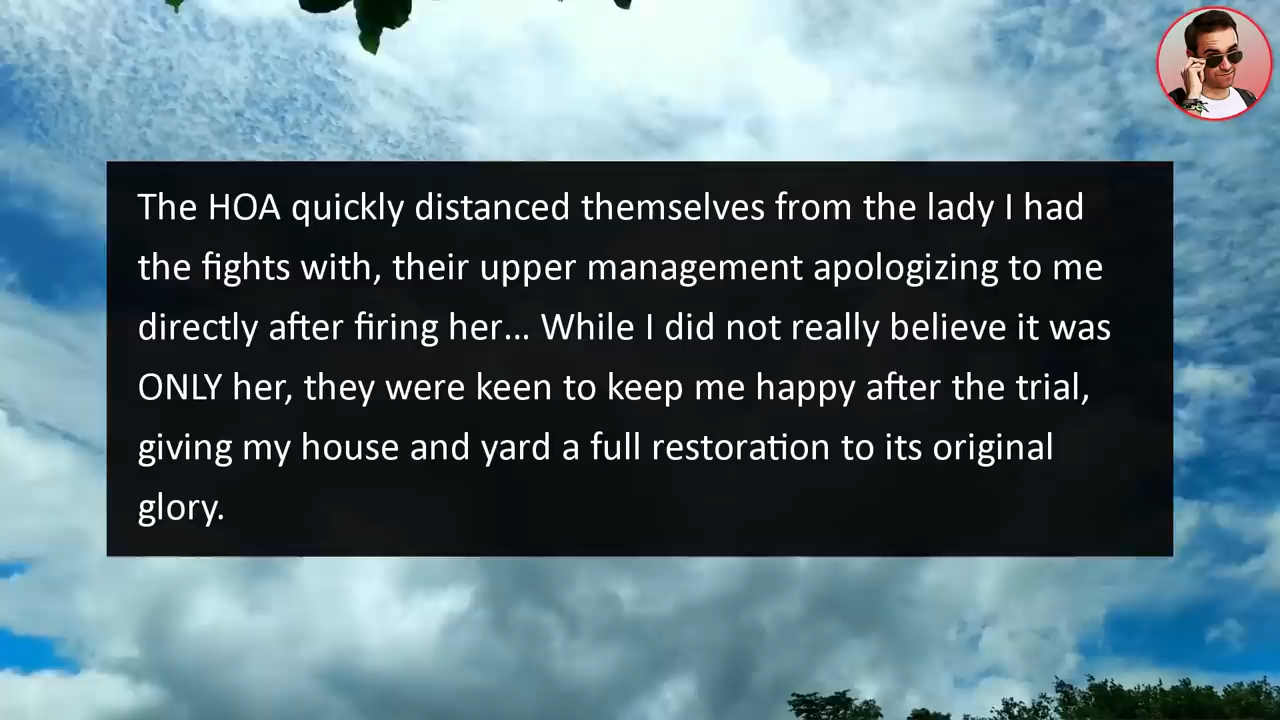 The HOA quickly distanced themselves from the lady I had
the fights with, their upper management apologizing to me
directly after firing her... While I did not really believe it was
ONLY her, they were keen to keep me happy after the trial,
giving my house and yard a full restoration to its original
glory.